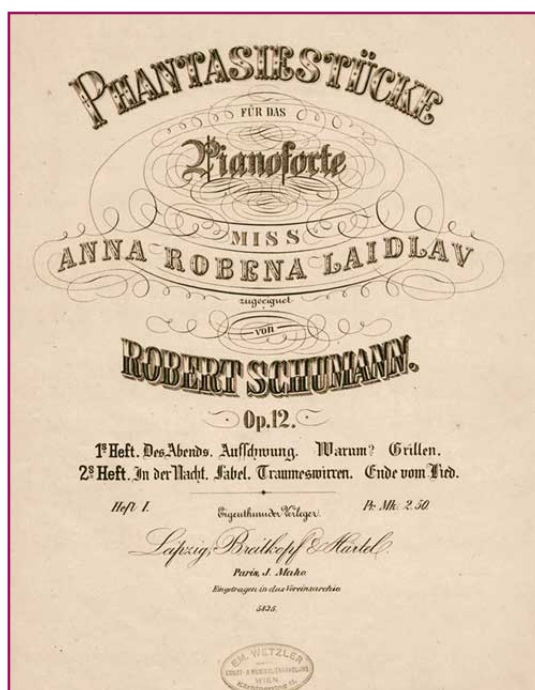 PHANTASIESTÜCKE
FÜR DAS
Pianoforte
MISS
ANNA ROBENA LAIDLAV
zugeeignet
von
ROBERT SCHUMANN.
Op. 12.
1s Heft. Des Abends. Aufschwung. Warum? Grillen.
2s Heft. In der Nacht. Fabel. Traumeswirren. Ende vom Lied.
Heft I. Eigenthum der Verleger. Pr. Mk. 2.50.
Leipzig, Breitkopf & Härtel
Paris, J. Maho
Eingetragen in das Vereinsarchiv
5825.
EM. WETZLER
WIEN